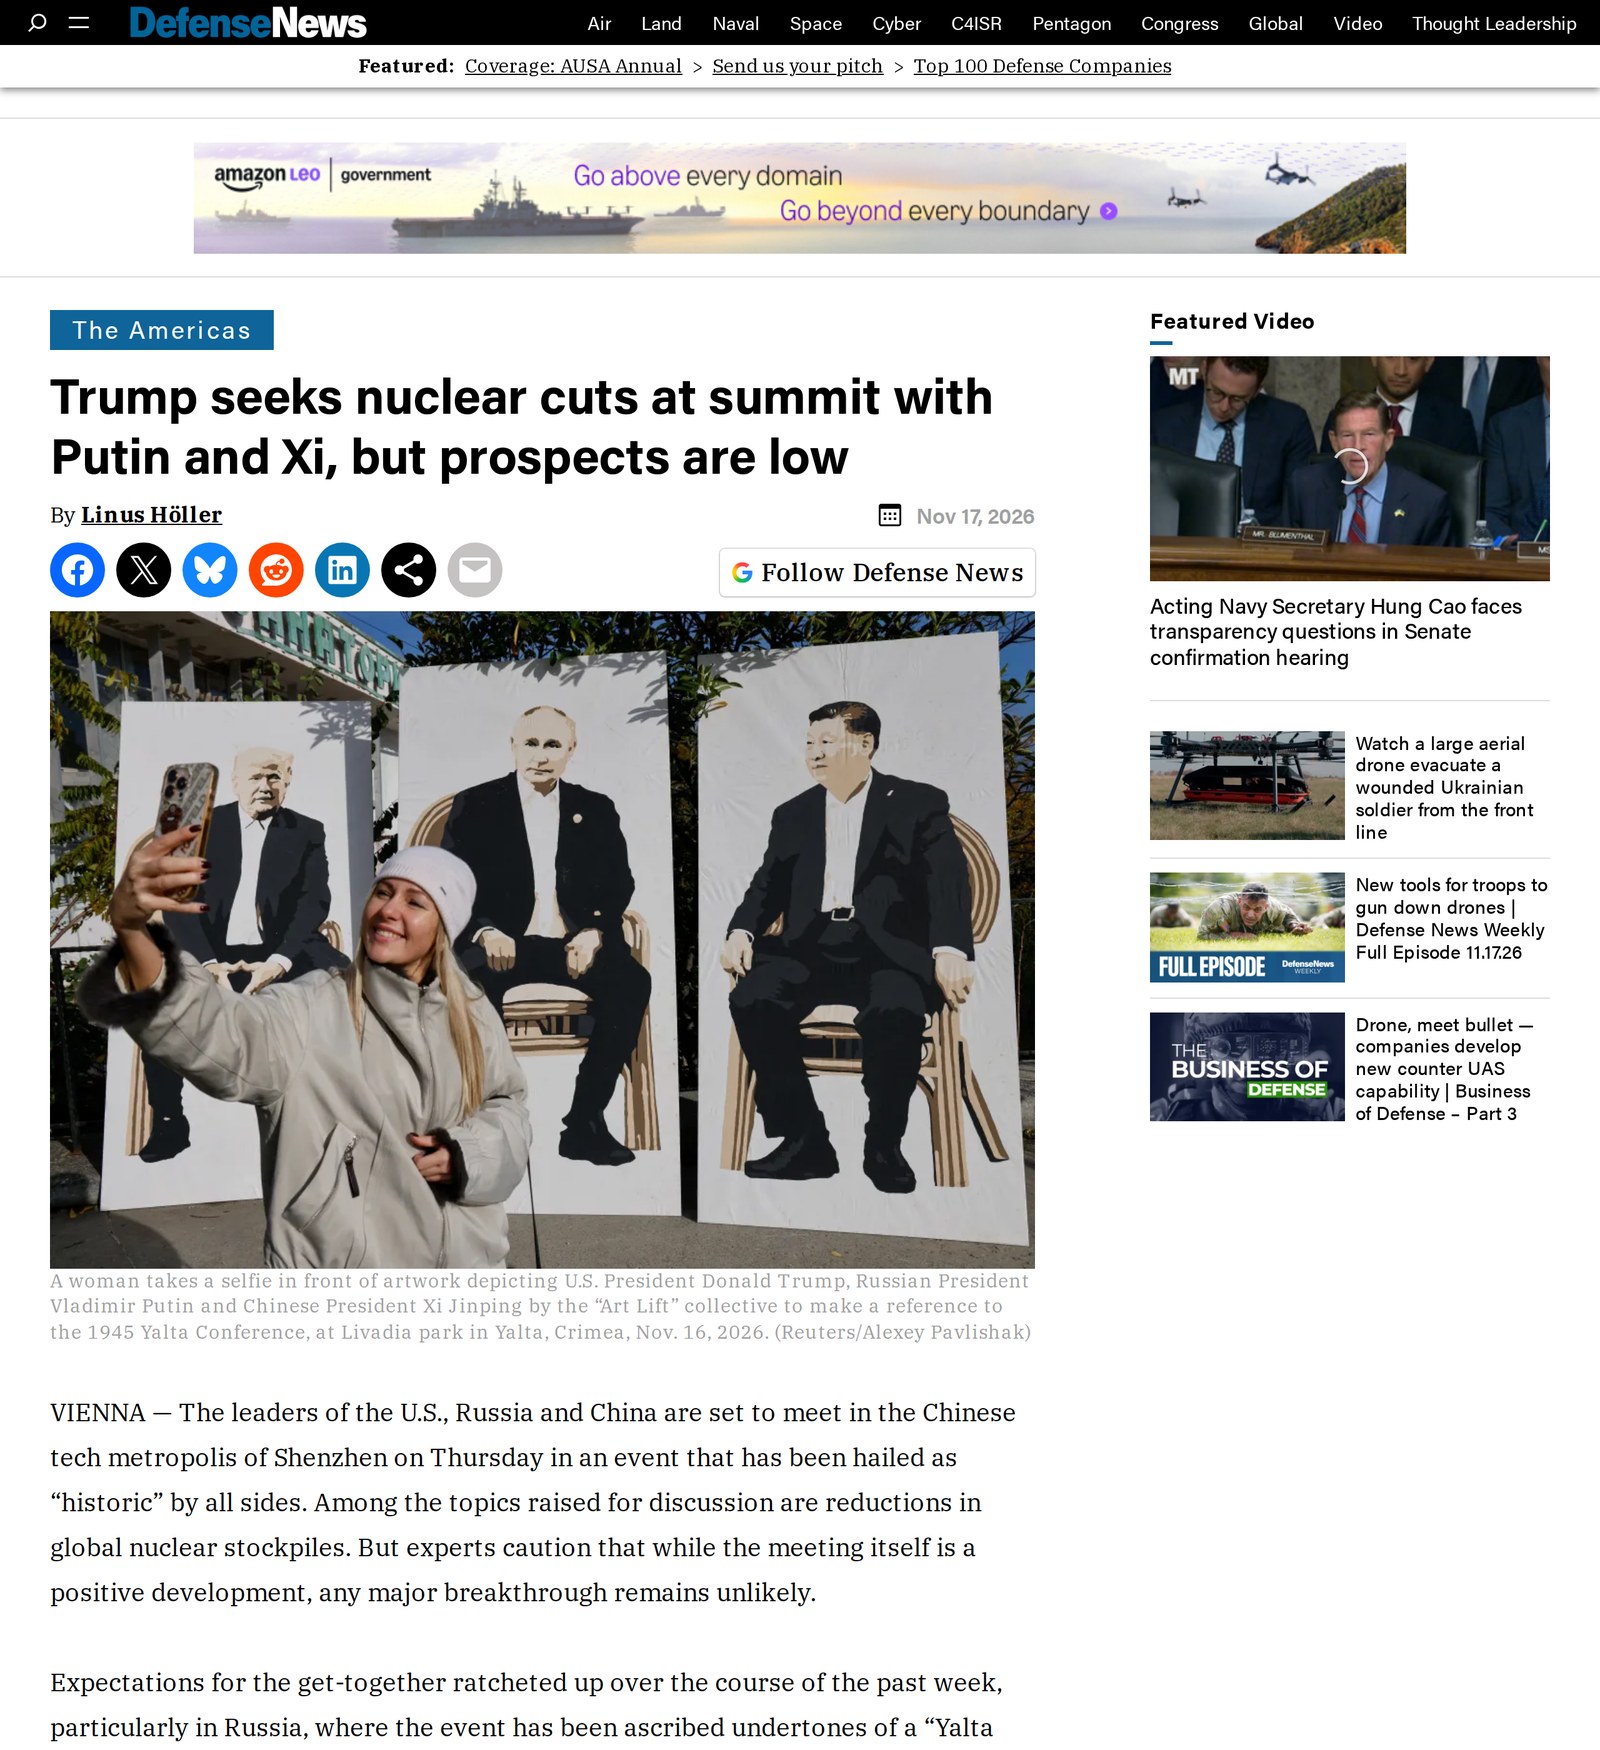 DefenseNews
Air Land Naval Space Cyber C4ISR Pentagon Congress Global Video Thought Leadership
Featured: Coverage: AUSA Annual > Send us your pitch > Top 100 Defense Companies
amazon LEO | government
Go above every domain
Go beyond every boundary
The Americas
Trump seeks nuclear cuts at summit with
Putin and Xi, but prospects are low
By Linus Höller
Nov 17, 2026
Follow Defense News
A woman takes a selfie in front of artwork depicting U.S. President Donald Trump, Russian President
Vladimir Putin and Chinese President Xi Jinping by the “Art Lift” collective to make a reference to
the 1945 Yalta Conference, at Livadia park in Yalta, Crimea, Nov. 16, 2026. (Reuters/Alexey Pavlishak)
VIENNA — The leaders of the U.S., Russia and China are set to meet in the Chinese
tech metropolis of Shenzhen on Thursday in an event that has been hailed as
“historic” by all sides. Among the topics raised for discussion are reductions in
global nuclear stockpiles. But experts caution that while the meeting itself is a
positive development, any major breakthrough remains unlikely.
Expectations for the get-together ratcheted up over the course of the past week,
particularly in Russia, where the event has been ascribed undertones of a “Yalta
Featured Video
MT
MR. BLUMENTHAL
MS
Acting Navy Secretary Hung Cao faces
transparency questions in Senate
confirmation hearing
Watch a large aerial
drone evacuate a
wounded Ukrainian
soldier from the front
line
FULL EPISODE
DefenseNews
WEEKLY
New tools for troops to
gun down drones |
Defense News Weekly
Full Episode 11.17.26
THE
BUSINESS OF
DEFENSE
Drone, meet bullet —
companies develop
new counter UAS
capability | Business
of Defense – Part 3